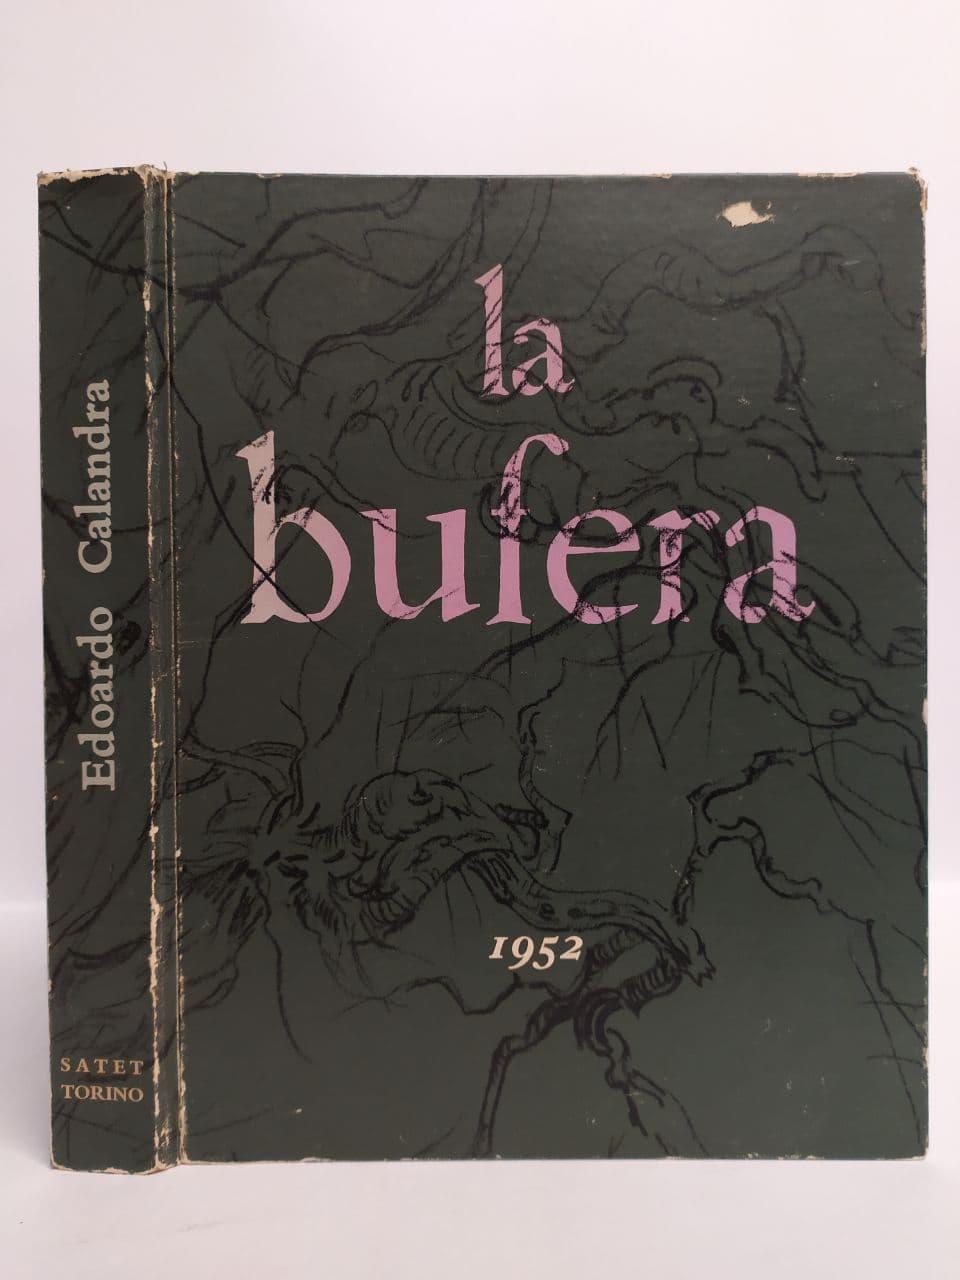 la
bufera
1952
Edoardo Calandra
SATET
TORINO